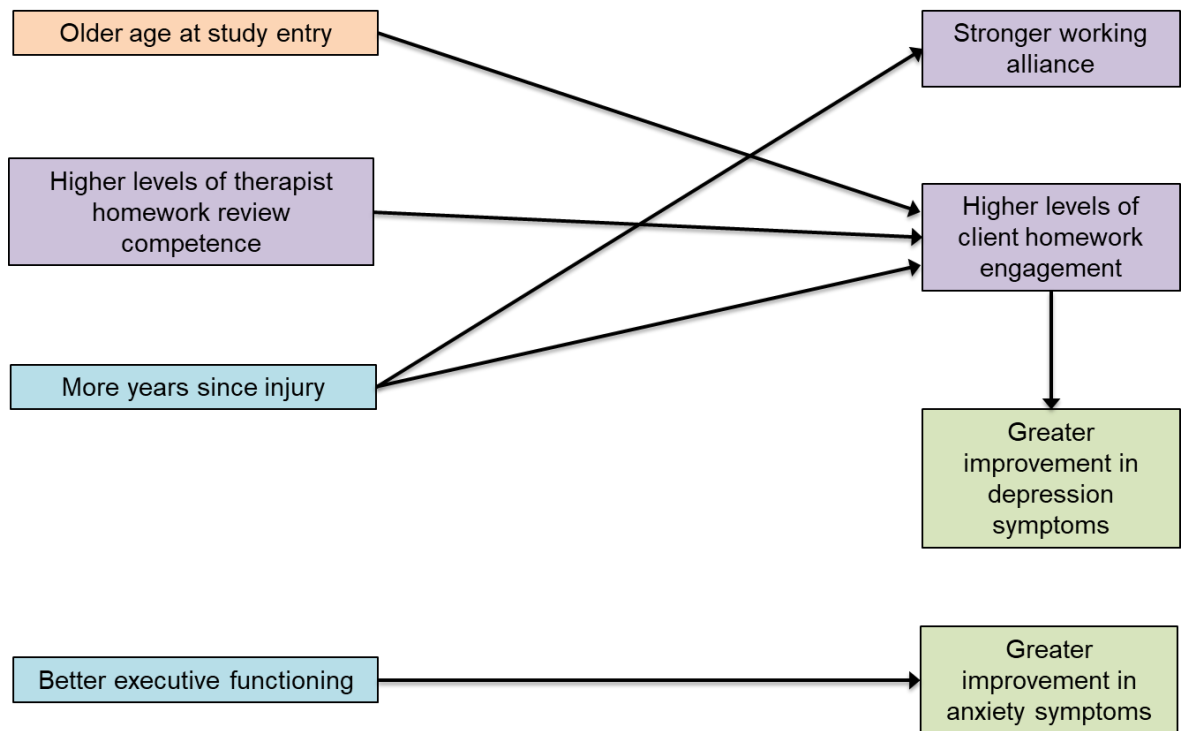 Older age at study entry
Stronger working
alliance
Higher levels of therapist
homework review
competence
Higher levels of
client homework
engagement
More years since injury
Greater
improvement in
depression
symptoms
Better executive functioning
Greater
improvement in
anxiety symptoms